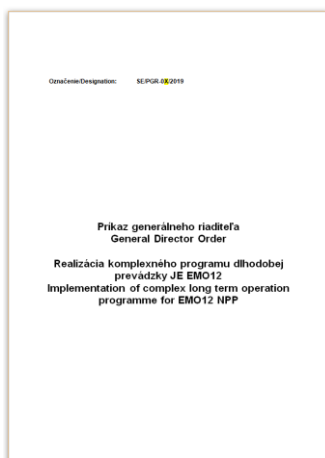 Označenie/Designation: SE/PGR-0X/2019
Príkaz generálneho riaditeľa
General Director Order
Realizácia komplexného programu dlhodobej
prevádzky JE EMO12
Implementation of complex long term operation
programme for EMO12 NPP